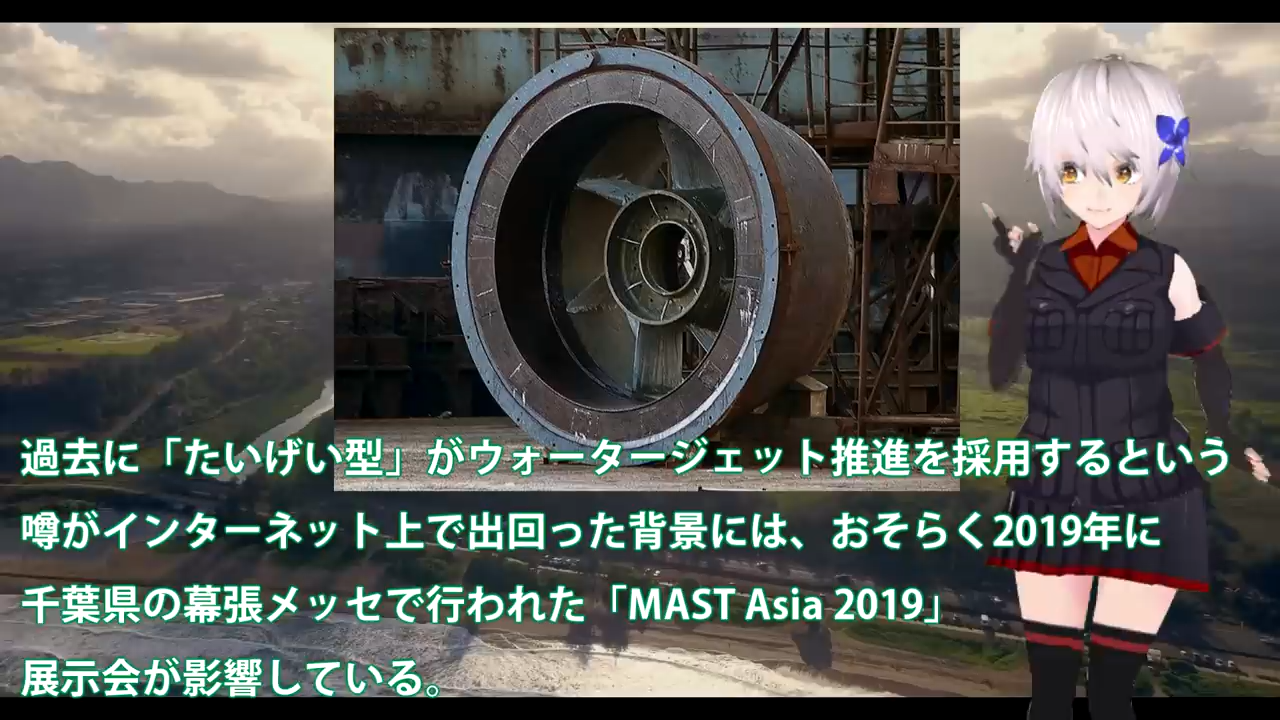 過去に「たいげい型」がウォータージェット推進を採用するという
噂がインターネット上で出回った背景には、おそらく2019年に
千葉県の幕張メッセで行われた「MAST Asia 2019」
展示会が影響している。